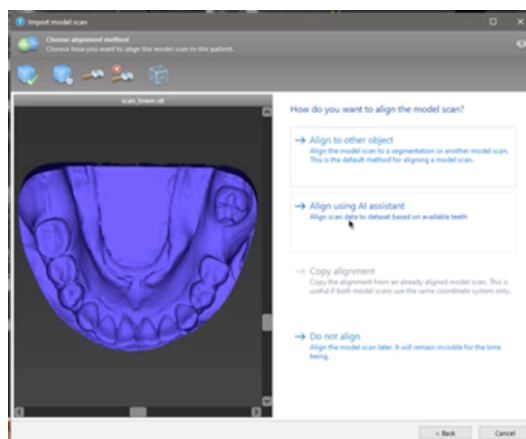 Import model scan
Choose alignment method
Choose how you want to align the model scan to the patient.
scan_lower.stl
How do you want to align the model scan?
Align to other object
Align the model scan to a segmentation or another model scan.
This is the default method for aligning a model scan.
Align using AI assistant
Align scan data to dataset based on available teeth
Copy alignment
Copy the alignment from an already aligned model scan. This is
useful if both model scans use the same coordinate system only.
Do not align
Align the model scan later. It will remain invisible for the time
being.
< Back
Cancel